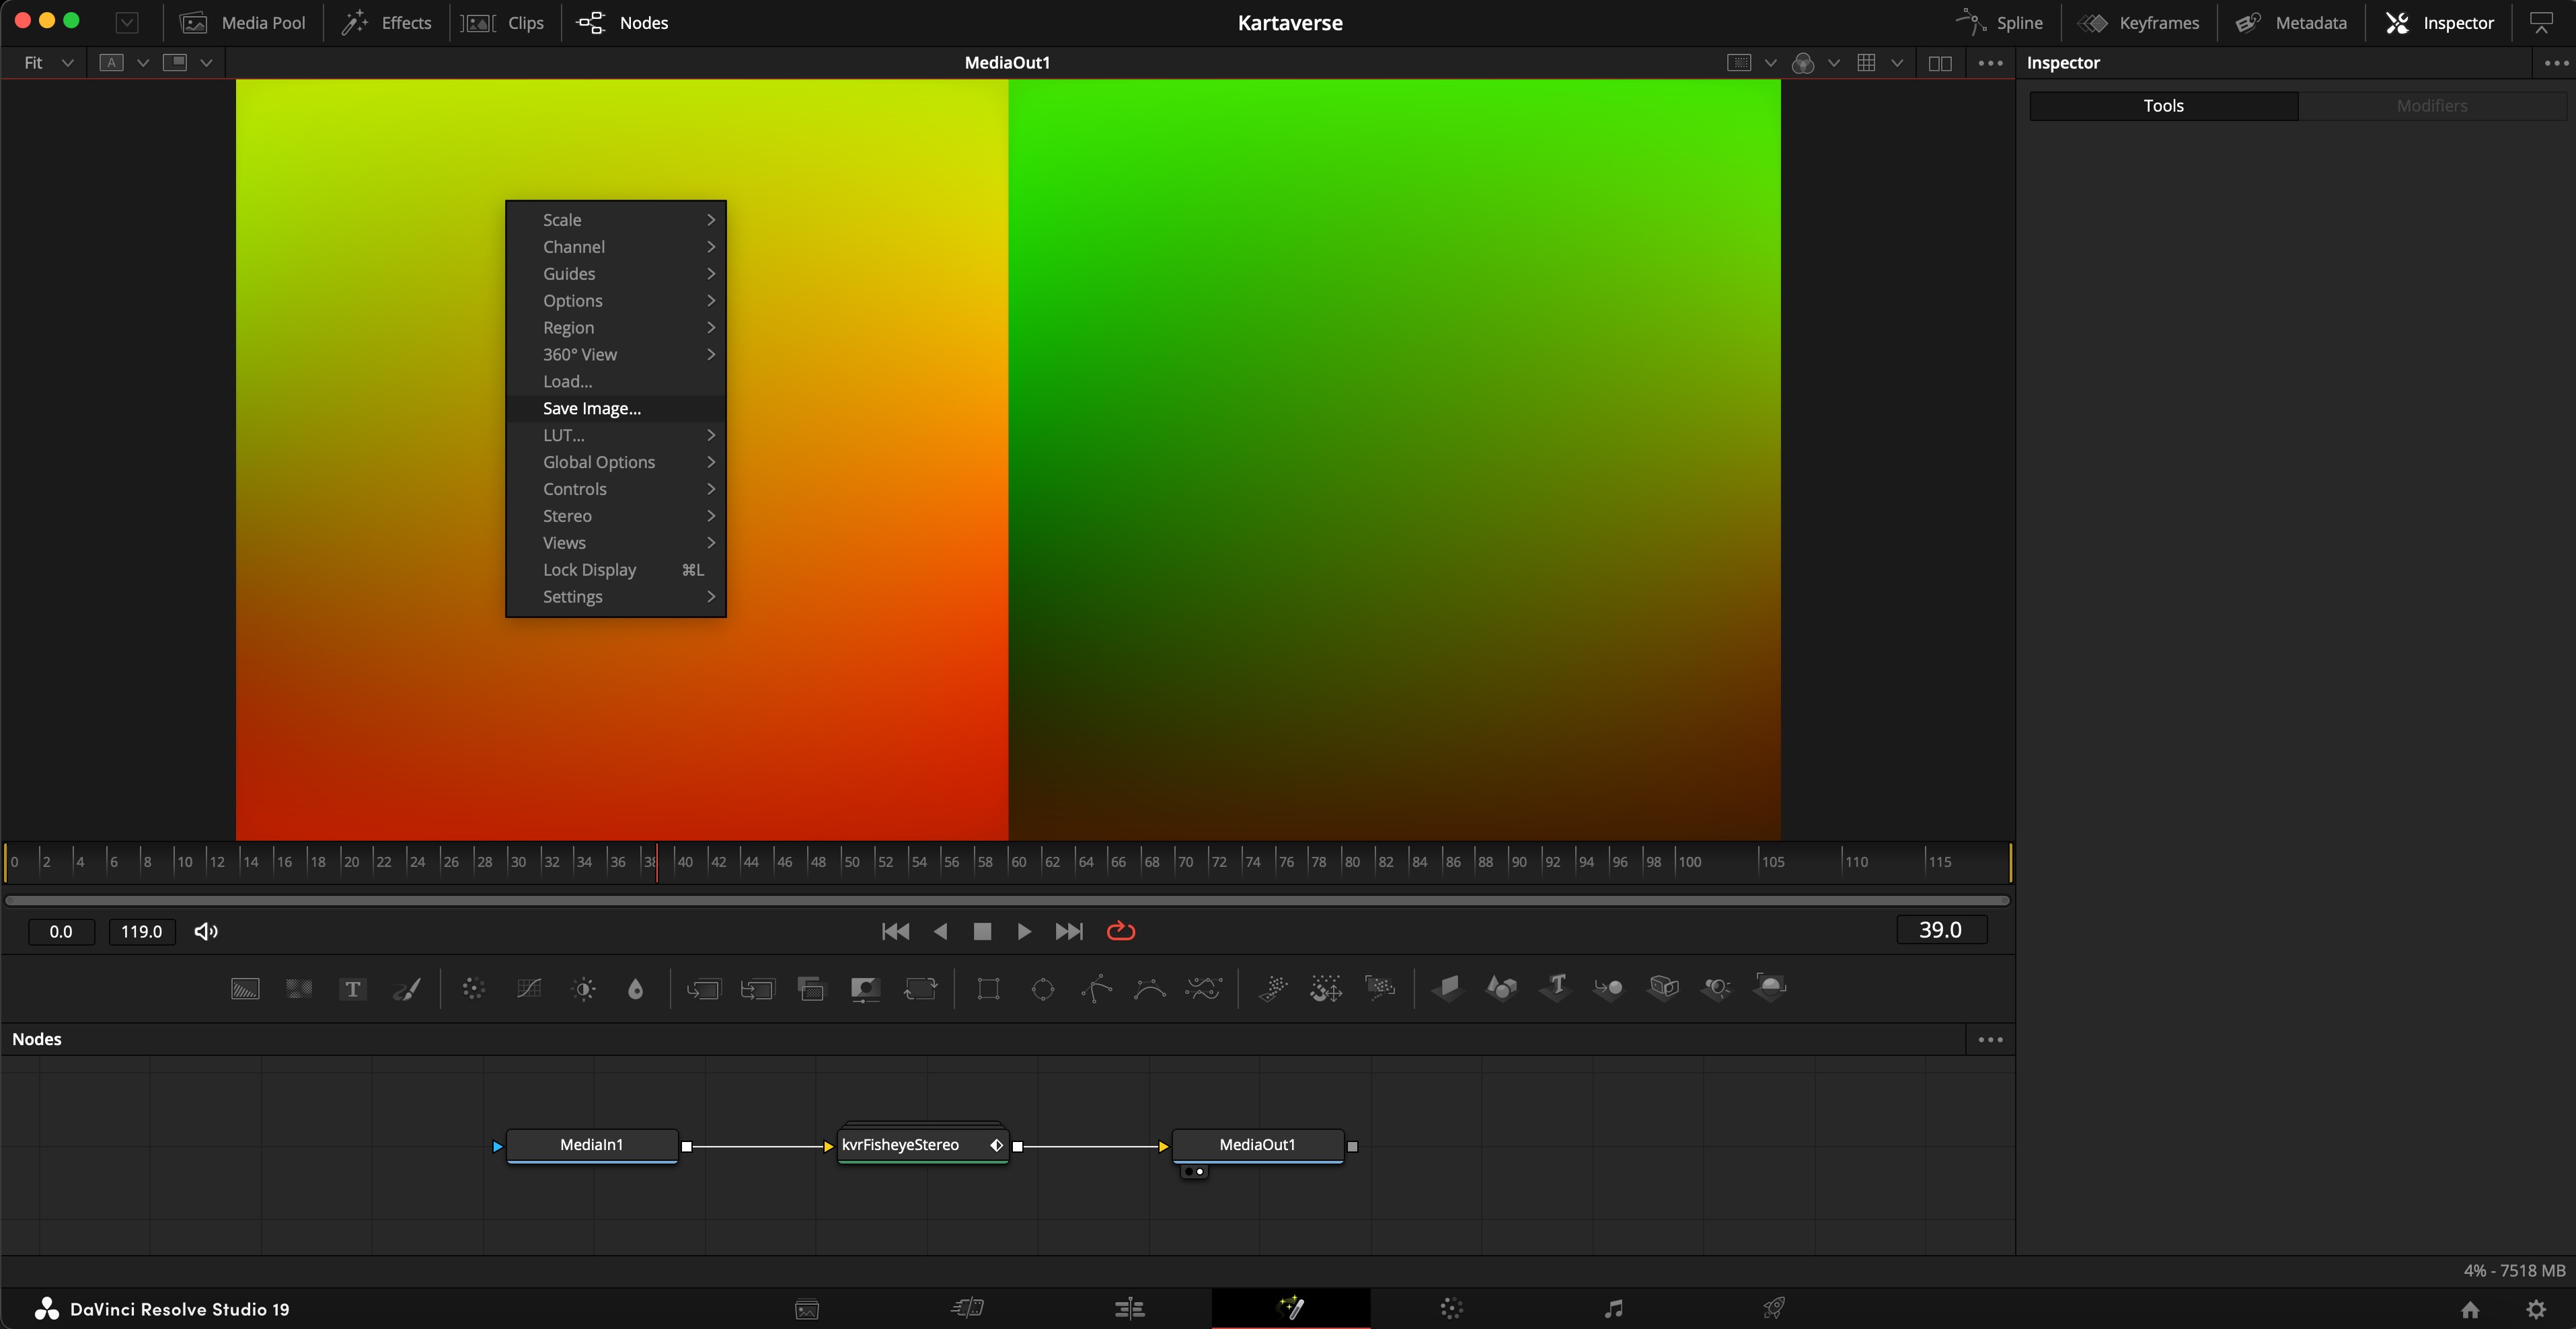 Media Pool Effects Clips Nodes Kartaverse Spline Keyframes Metadata Inspector
Fit A MediaOut1 Inspector
Tools Modifiers
Scale
Channel
Guides
Options
Region
360° View
Load...
Save Image...
LUT...
Global Options
Controls
Stereo
Views
Lock Display ⌘L
Settings
0 2 4 6 8 10 12 14 16 18 20 22 24 26 28 30 32 34 36 38 40 42 44 46 48 50 52 54 56 58 60 62 64 66 68 70 72 74 76 78 80 82 84 86 88 90 92 94 96 98 100 105 110 115
0.0 119.0 39.0
T T
Nodes
MediaIn1 kvrFisheyeStereo MediaOut1
4% - 7518 MB
DaVinci Resolve Studio 19